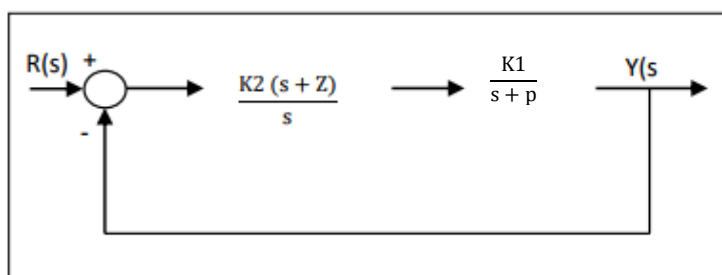 R(s)
+
-
K2 (s + Z)
s
K1
s + p
Y(s